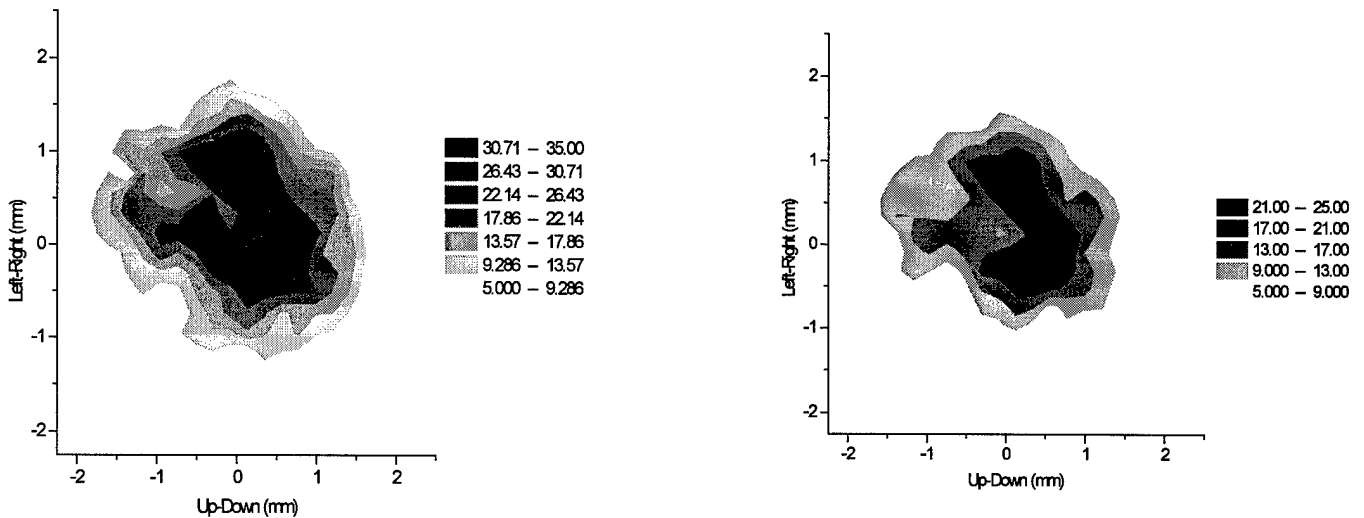 2
1
0
-1
-2
Left-Right (mm)
-2 -1 0 1 2
Up-Down (mm)
30.71 – 35.00
26.43 – 30.71
22.14 – 26.43
17.86 – 22.14
13.57 – 17.86
9.286 – 13.57
5.000 – 9.286
2
1
0
-1
-2
Left-Right (mm)
-2 -1 0 1 2
Up-Down (mm)
21.00 – 25.00
17.00 – 21.00
13.00 – 17.00
9.000 – 13.00
5.000 – 9.000